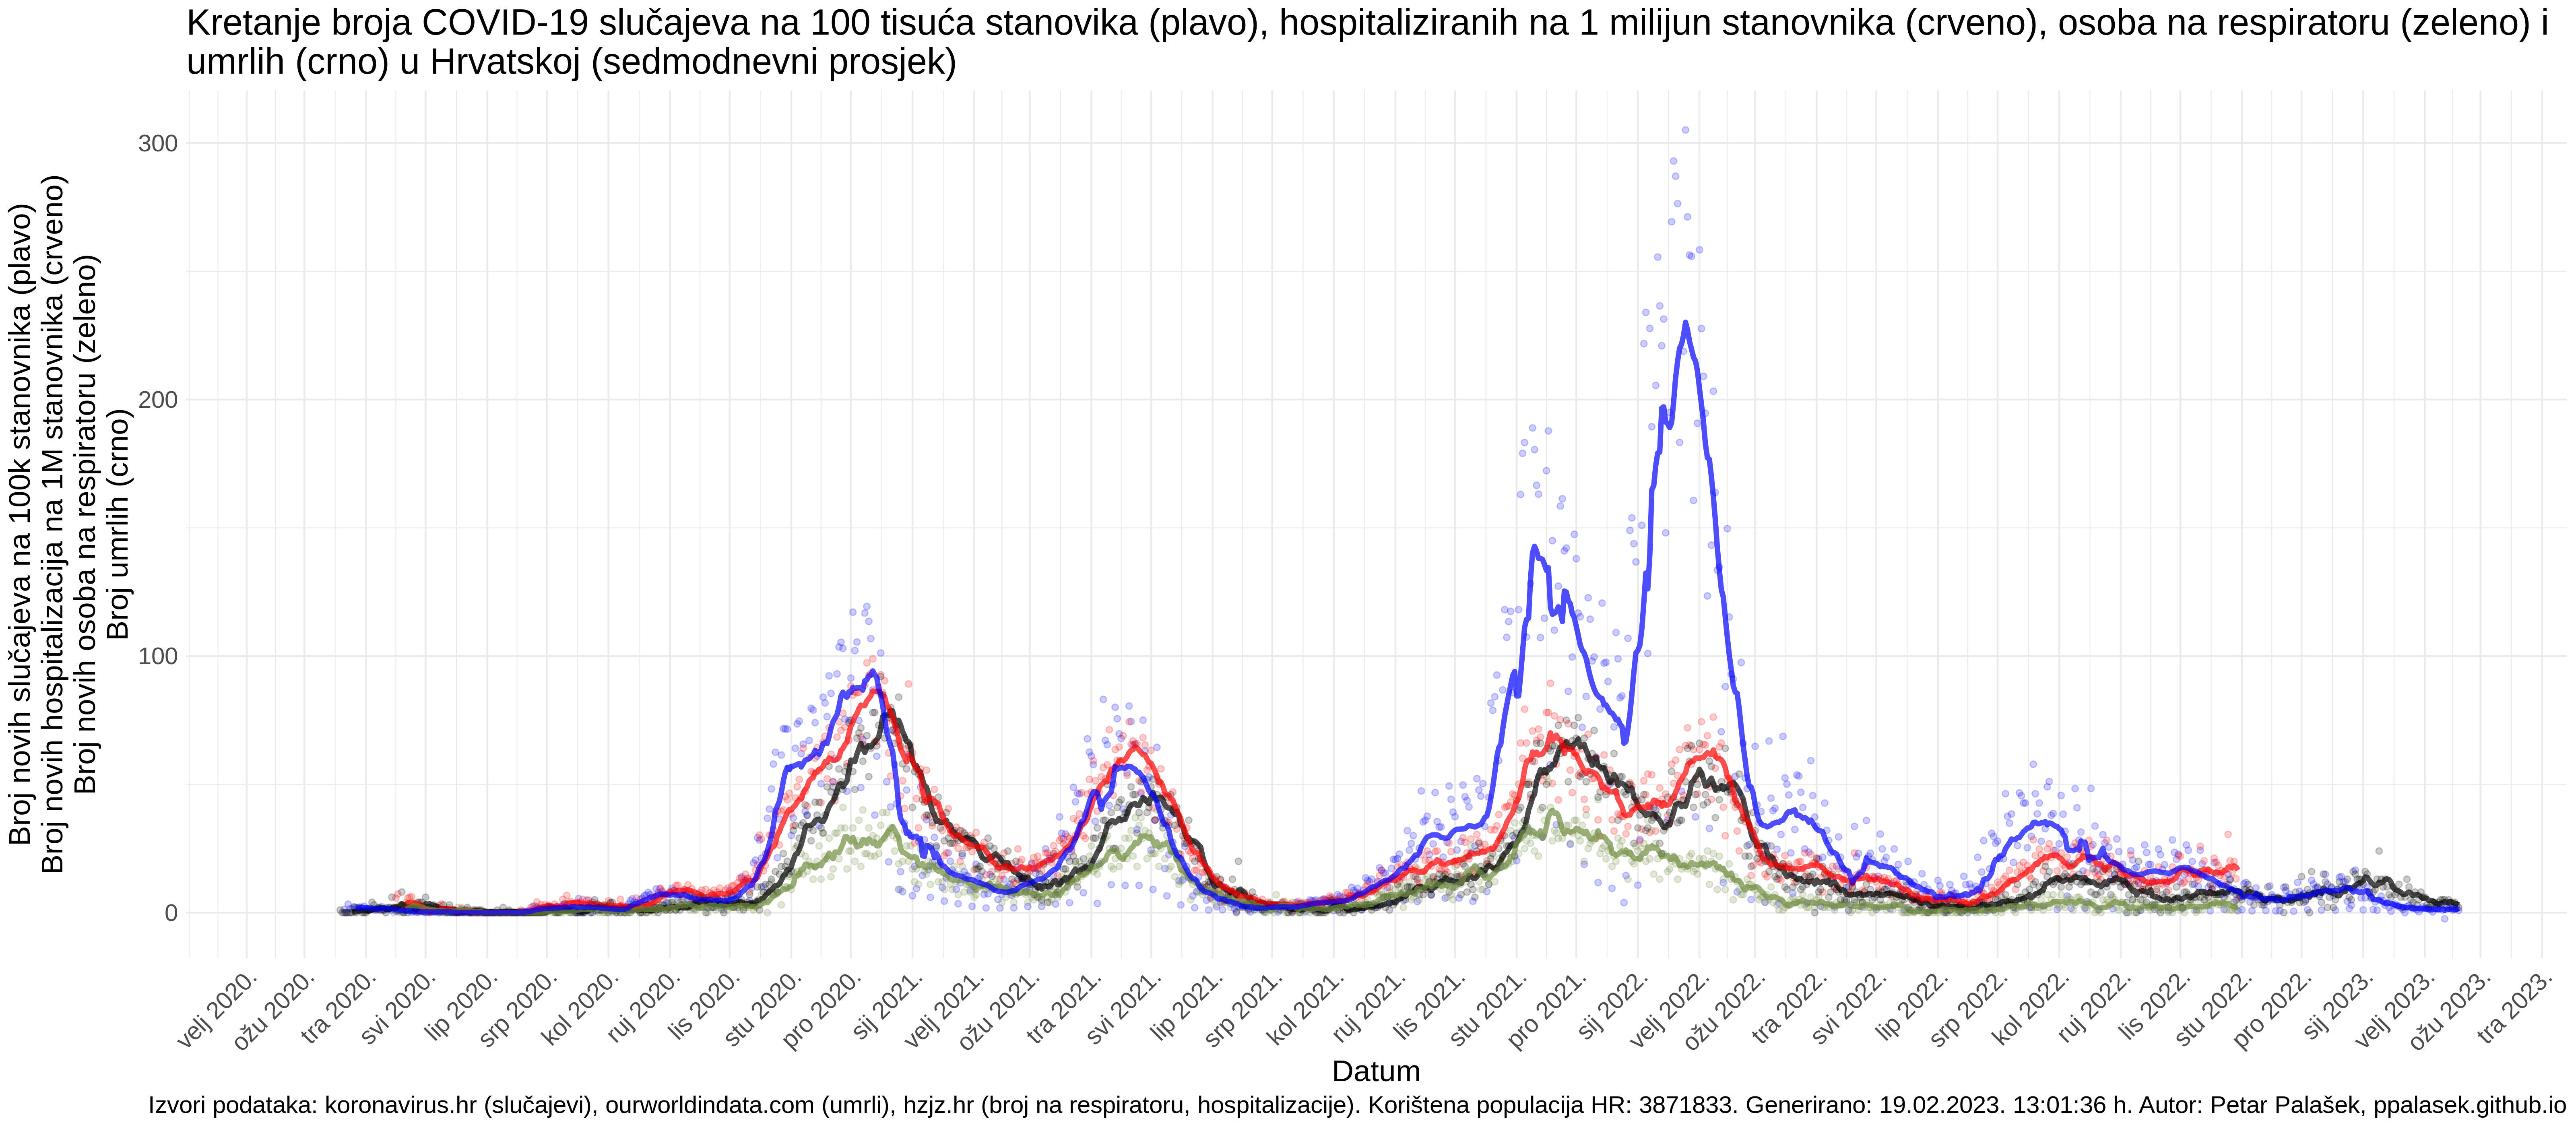 Kretanje broja COVID-19 slučajeva na 100 tisuća stanovika (plavo), hospitaliziranih na 1 milijun stanovnika (crveno), osoba na respiratoru (zeleno) i
umrlih (crno) u Hrvatskoj (sedmodnevni prosjek)
Broj novih slučajeva na 100k stanovnika (plavo)
Broj novih hospitalizacija na 1M stanovnika (crveno)
Broj novih osoba na respiratoru (zeleno)
Broj umrlih (crno)
300
200
100
0
velj 2020.
ožu 2020.
tra 2020.
svi 2020.
lip 2020.
srp 2020.
kol 2020.
ruj 2020.
lis 2020.
stu 2020.
pro 2020.
sij 2021.
velj 2021.
ožu 2021.
tra 2021.
svi 2021.
lip 2021.
srp 2021.
kol 2021.
ruj 2021.
lis 2021.
stu 2021.
pro 2021.
sij 2022.
velj 2022.
ožu 2022.
tra 2022.
svi 2022.
lip 2022.
srp 2022.
kol 2022.
ruj 2022.
lis 2022.
stu 2022.
pro 2022.
sij 2023.
velj 2023.
ožu 2023.
tra 2023.
Datum
Izvori podataka: koronavirus.hr (slučajevi), ourworldindata.com (umrli), hzjz.hr (broj na respiratoru, hospitalizacije). Korištena populacija HR: 3871833. Generirano: 19.02.2023. 13:01:36 h. Autor: Petar Palašek, ppalasek.github.io